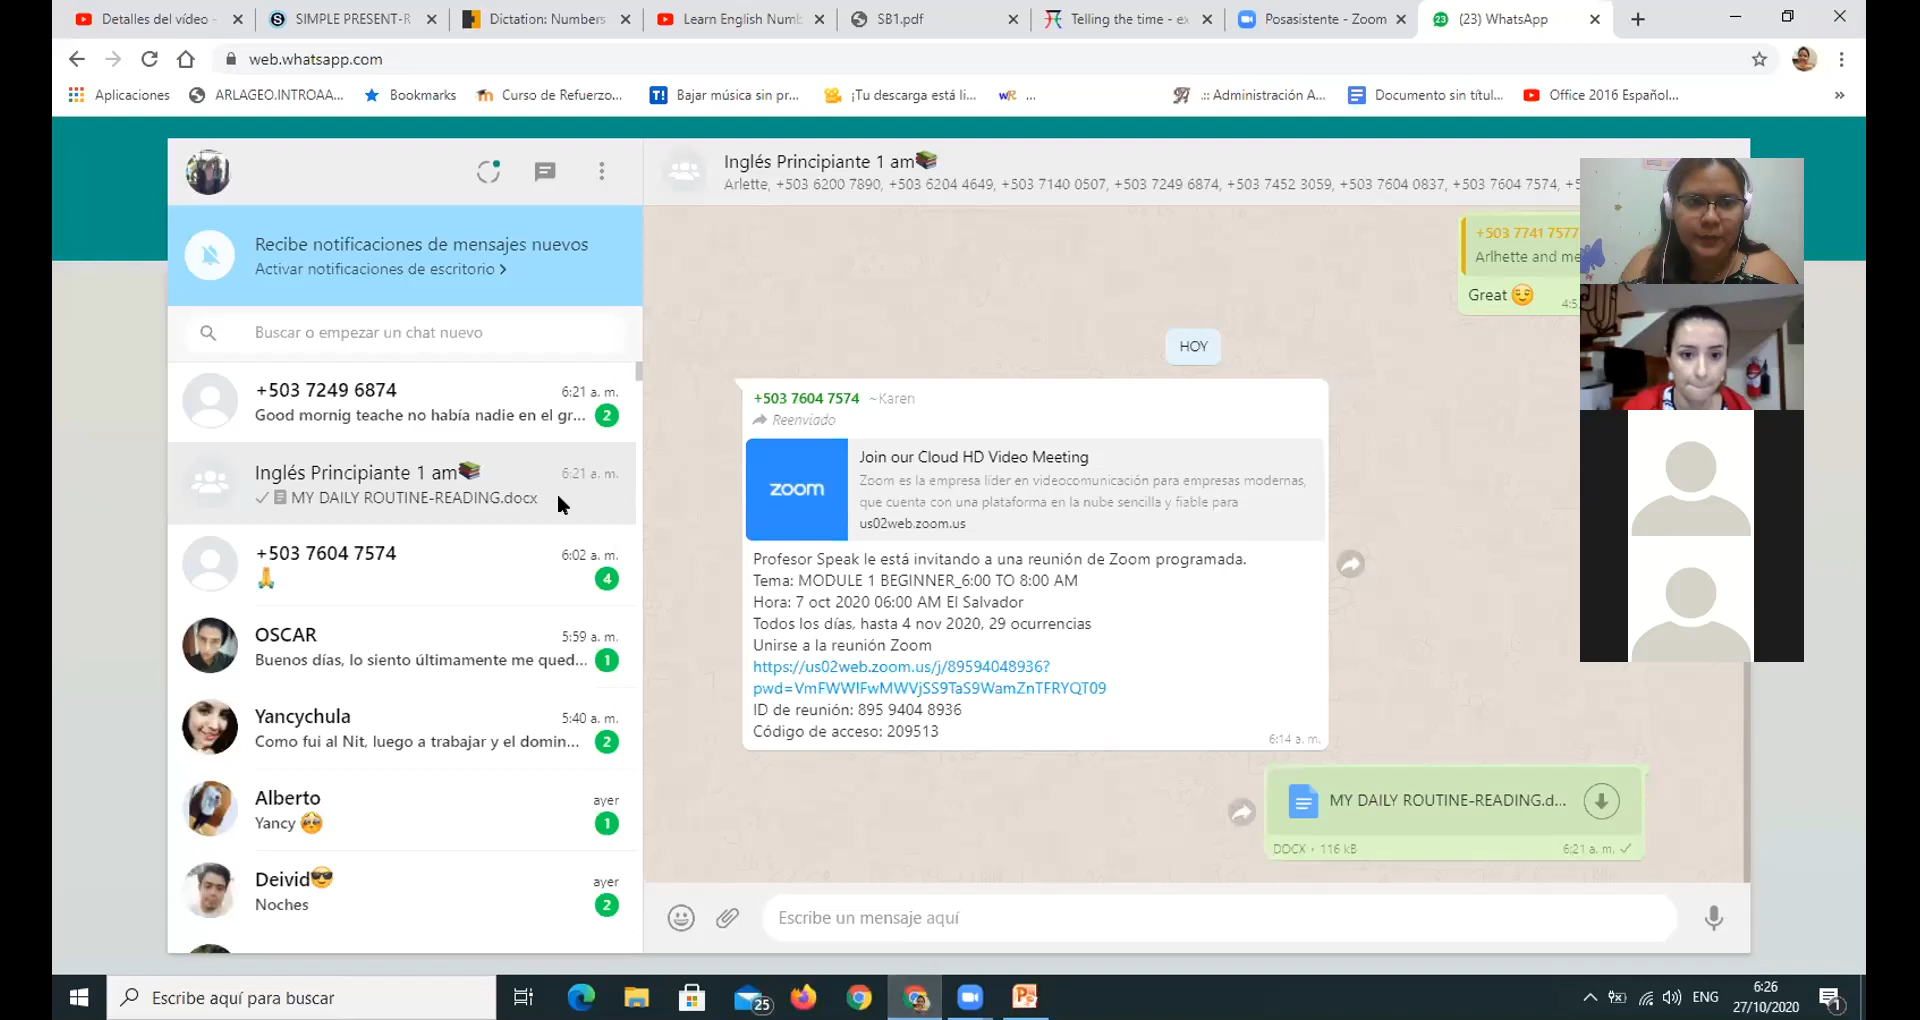 Detalles del vídeo -
SIMPLE PRESENT-R
Dictation: Numbers
Learn English Numb
SB1.pdf
Telling the time - ex
Posasistente - Zoom
(23) WhatsApp
web.whatsapp.com
Aplicaciones
ARLAGEO.INTROAA...
Bookmarks
Curso de Refuerzo...
Bajar música sin pr...
¡Tu descarga está li...
...
.:: Administración A...
Documento sin títul...
Office 2016 Español...
»
Inglés Principiante 1 am📚
Arlette, +503 6200 7890, +503 6204 4649, +503 7140 0507, +503 7249 6874, +503 7452 3059, +503 7604 0837, +503 7604 7574, +5
Recibe notificaciones de mensajes nuevos
Activar notificaciones de escritorio >
Buscar o empezar un chat nuevo
+503 7249 6874
6:21 a. m.
Good mornig teache no había nadie en el gr...
2
Inglés Principiante 1 am📚
6:21 a. m.
MY DAILY ROUTINE-READING.docx
+503 7604 7574
6:02 a. m.
🙏
4
OSCAR
5:59 a. m.
Buenos días, lo siento últimamente me qued...
1
Yancychula
5:40 a. m.
Como fui al Nit, luego a trabajar y el domin...
2
Alberto
ayer
Yancy 🥺
1
Deivid😎
ayer
Noches
2
+503 7741 7577
Arlhette and me
Great 😌
4:5
HOY
+503 7604 7574 ~Karen
Reenviado
zoom
Join our Cloud HD Video Meeting
Zoom es la empresa líder en videocomunicación para empresas modernas,
que cuenta con una plataforma en la nube sencilla y fiable para
us02web.zoom.us
Profesor Speak le está invitando a una reunión de Zoom programada.
Tema: MODULE 1 BEGINNER_6:00 TO 8:00 AM
Hora: 7 oct 2020 06:00 AM El Salvador
Todos los días, hasta 4 nov 2020, 29 ocurrencias
Unirse a la reunión Zoom
https://us02web.zoom.us/j/89594048936?
pwd=VmFWWlFwMWVjSS9TaS9WamZnTFRYQT09
ID de reunión: 895 9404 8936
Código de acceso: 209513
6:14 a. m.
MY DAILY ROUTINE-READING.d...
DOCX • 116 kB
6:21 a. m.
Escribe un mensaje aquí
Escribe aquí para buscar
25
ENG
6:26
27/10/2020
1